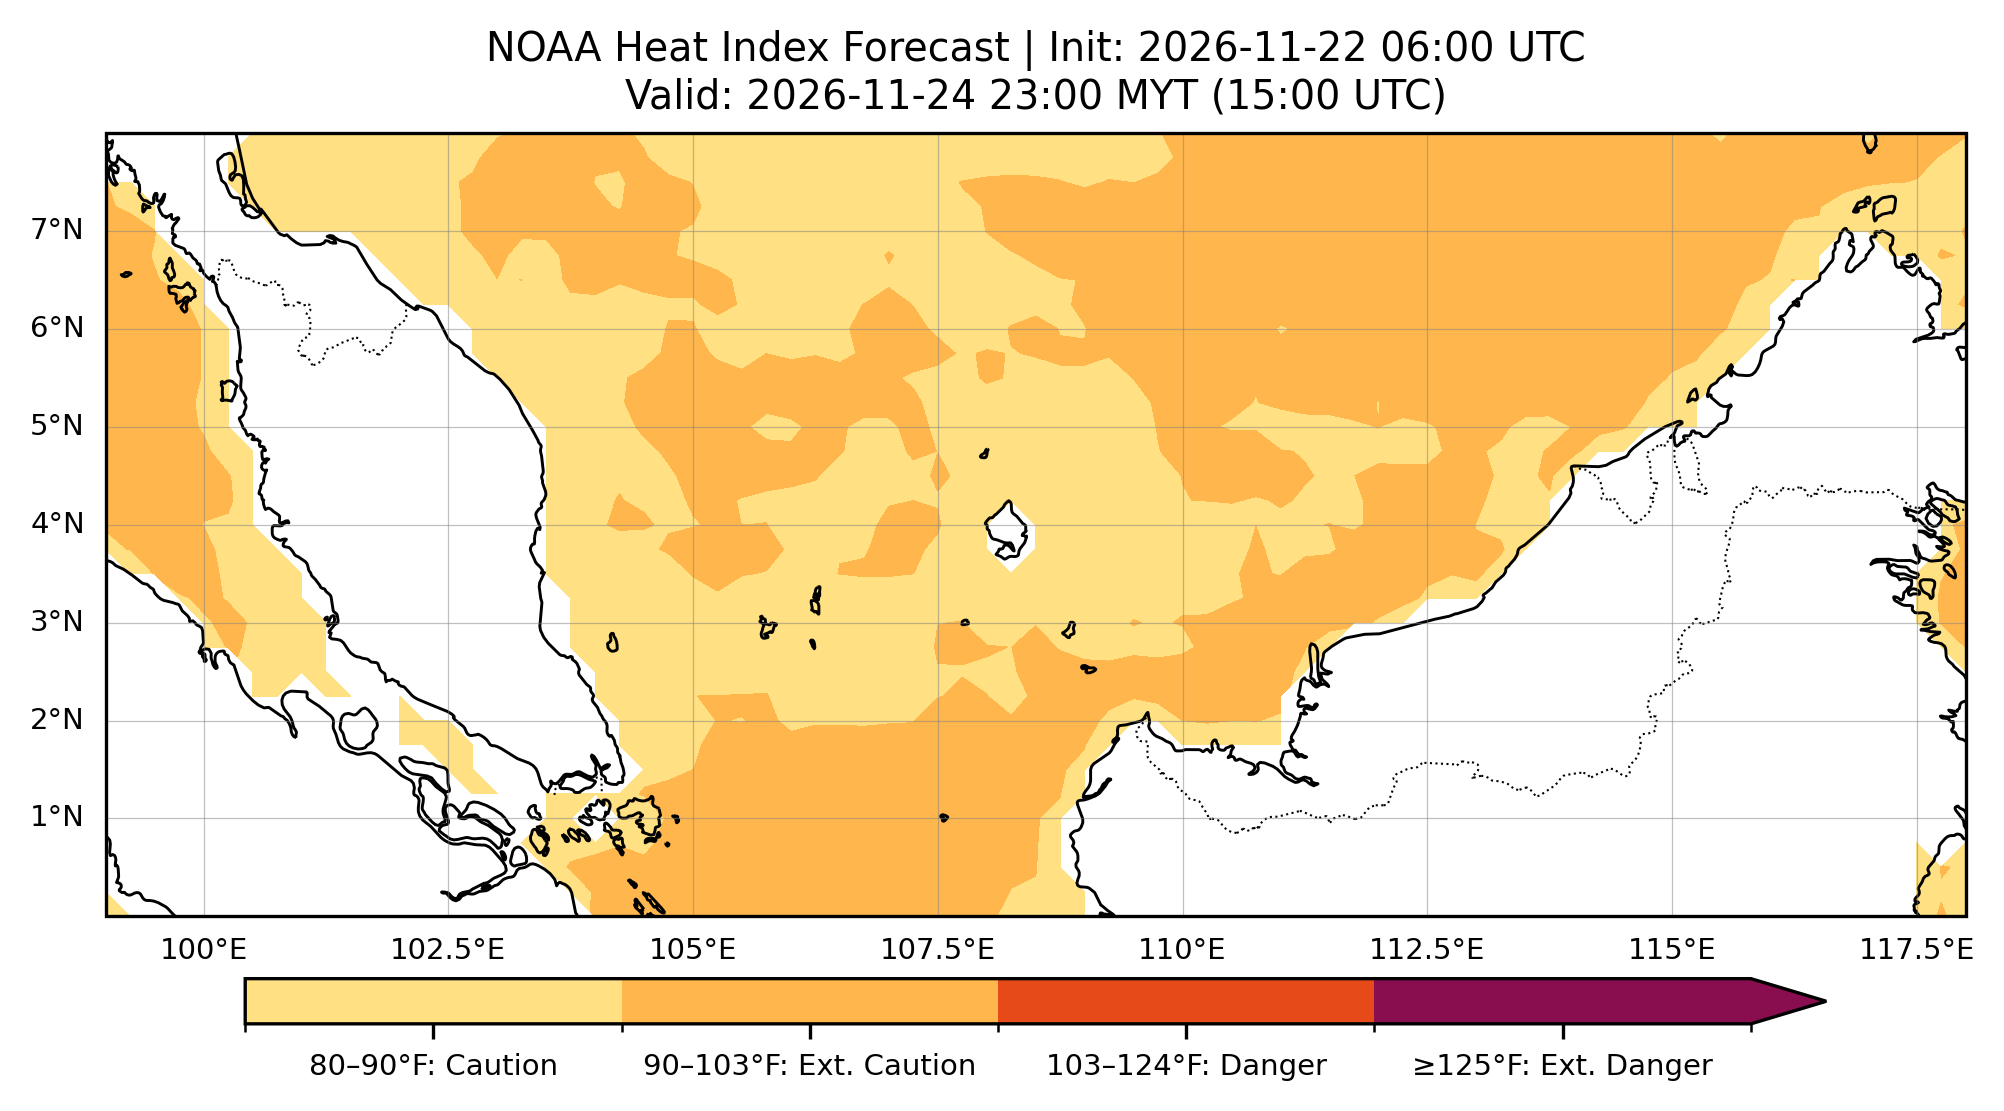 NOAA Heat Index Forecast | Init: 2026-11-22 06:00 UTC
Valid: 2026-11-24 23:00 MYT (15:00 UTC)
7°N
6°N
5°N
4°N
3°N
2°N
1°N
100°E
102.5°E
105°E
107.5°E
110°E
112.5°E
115°E
117.5°E
80–90°F: Caution
90–103°F: Ext. Caution
103–124°F: Danger
≥125°F: Ext. Danger